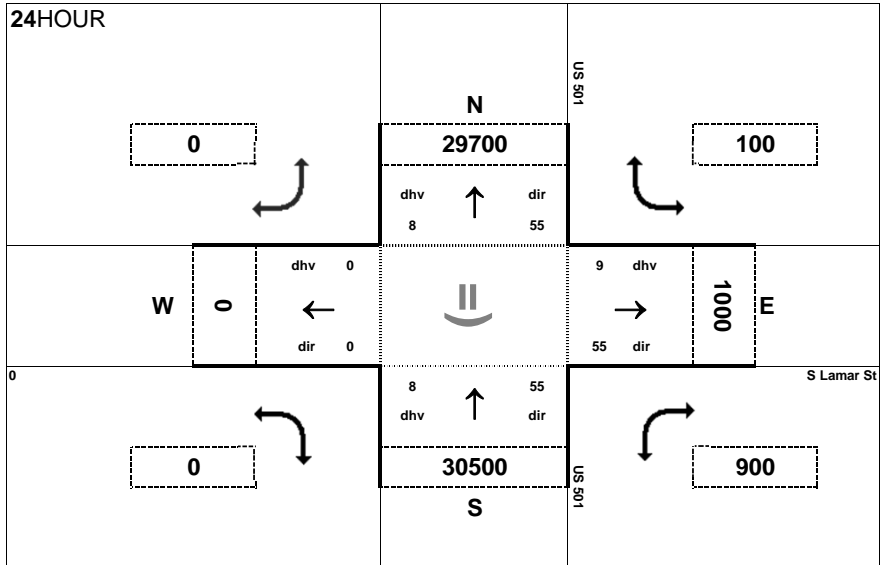 24HOUR
US 501
N
0
29700
100
dhv
dir
8
55
dhv 0
9 dhv
W
0
1000
E
dir 0
55 dir
0
S Lamar St
8
55
dhv
dir
0
30500
900
US 501
S